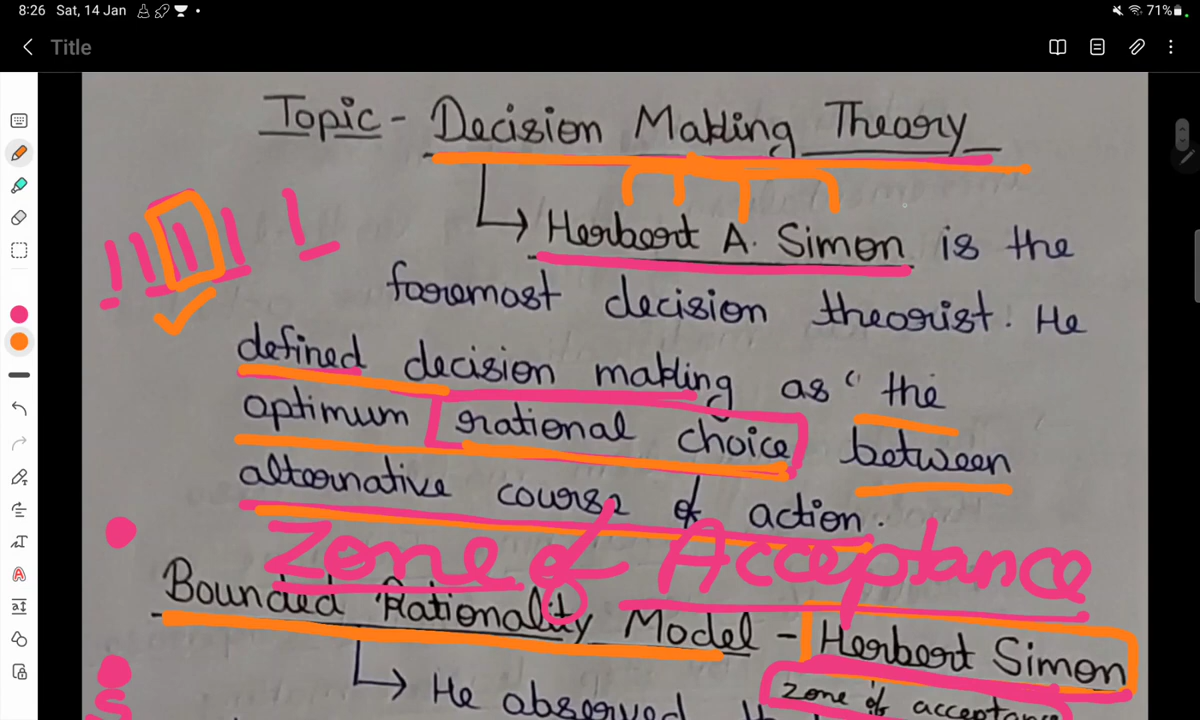 8:26 Sat, 14 Jan
71%
Title
Topic - Decision Making Theory
Herbert A. Simon is the
foremost decision theorist. He
defined decision making as "the
optimum rational choice between
alternative course of action.
Zone of Acceptance
Bounded Rationality Model - Herbert Simon
He observed
zone of acceptance